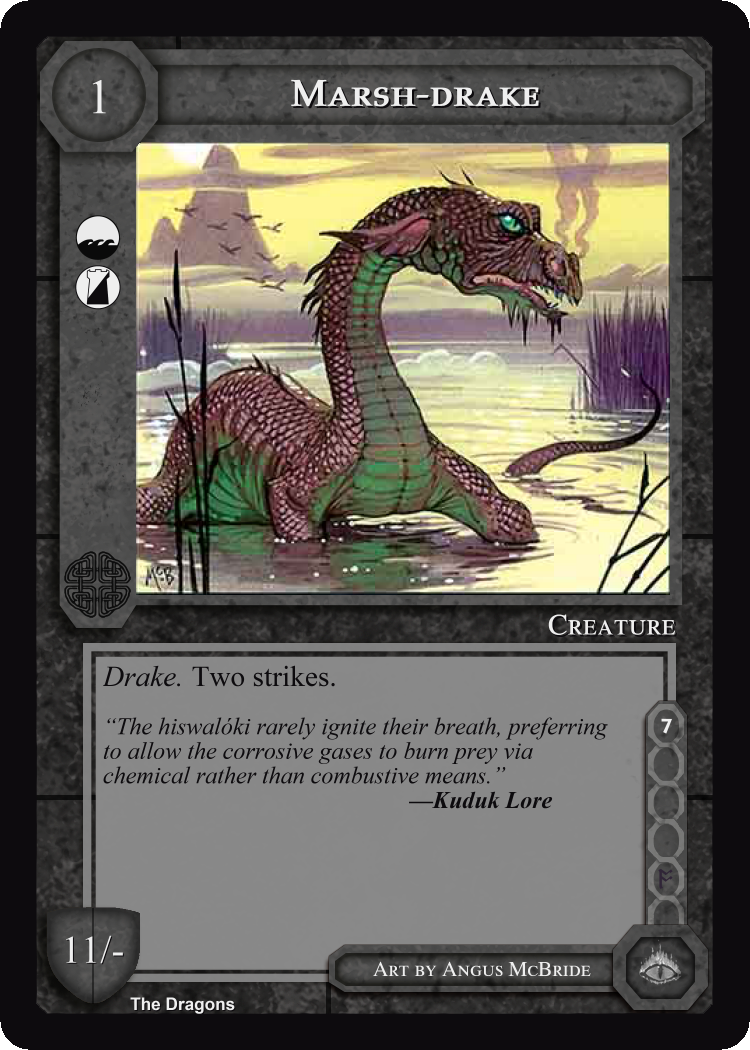 1
MARSH-DRAKE
McB
CREATURE
Drake. Two strikes.
“The hiswalóki rarely ignite their breath, preferring
to allow the corrosive gases to burn prey via
chemical rather than combustive means.”
—Kuduk Lore
7
11/-
ART BY ANGUS MCBRIDE
The Dragons